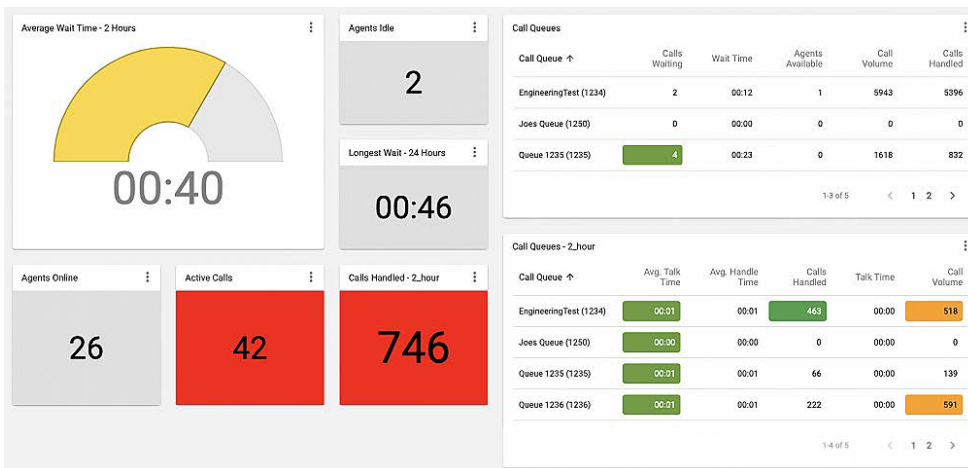 Average Wait Time - 2 Hours
00:40
Agents Idle
2
Longest Wait - 24 Hours
00:46
Agents Online
26
Active Calls
42
Calls Handled - 2_hour
746
Call Queues
Call Queue ↑ Calls Waiting Wait Time Agents Available Call Volume Calls Handled
EngineeringTest (1234) 2 00:12 1 5943 5396
Joes Queue (1250) 0 00:00 0 0 0
Queue 1235 (1235) 4 00:23 0 1618 832
1-3 of 5 < 1 2 >
Call Queues - 2_hour
Call Queue ↑ Avg. Talk Time Avg. Handle Time Calls Handled Talk Time Call Volume
EngineeringTest (1234) 00:01 00:01 463 00:00 518
Joes Queue (1250) 00:00 00:00 0 00:00 0
Queue 1235 (1235) 00:01 00:01 66 00:00 139
Queue 1236 (1236) 00:01 00:01 222 00:00 591
1-4 of 5 < 1 2 >